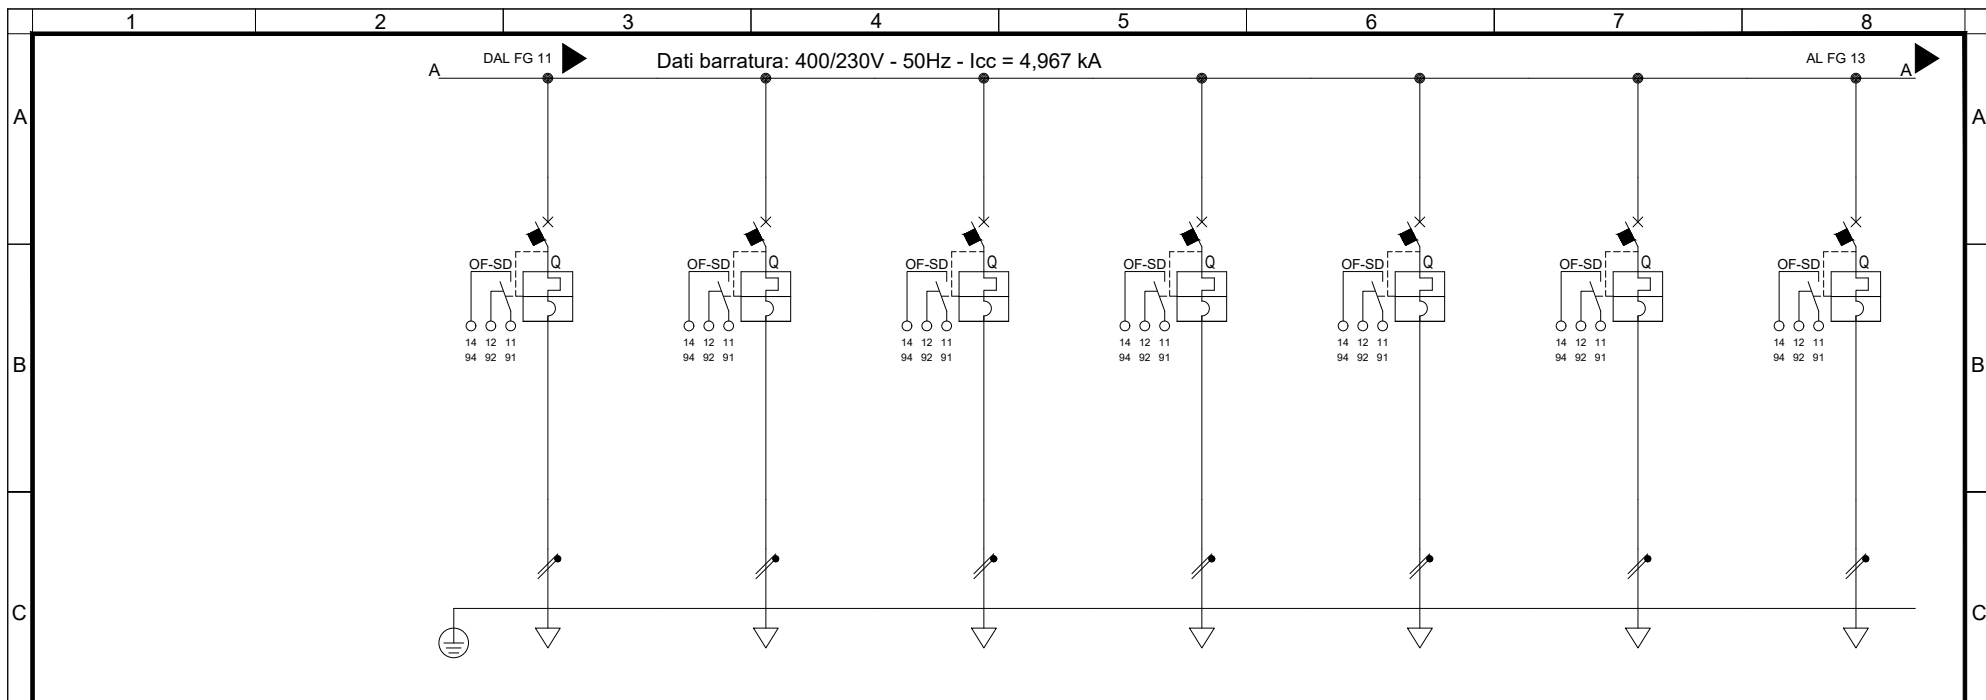 1 2 3 4 5 6 7 8
DAL FG 11 Dati barratura: 400/230V - 50Hz - Icc = 4,967 kA AL FG 13
A A
A A
OF-SD Q OF-SD Q OF-SD Q OF-SD Q OF-SD Q OF-SD Q OF-SD Q
14 12 11 14 12 11 14 12 11 14 12 11 14 12 11 14 12 11 14 12 11
94 92 91 94 92 91 94 92 91 94 92 91 94 92 91 94 92 91 94 92 91
B B
C C